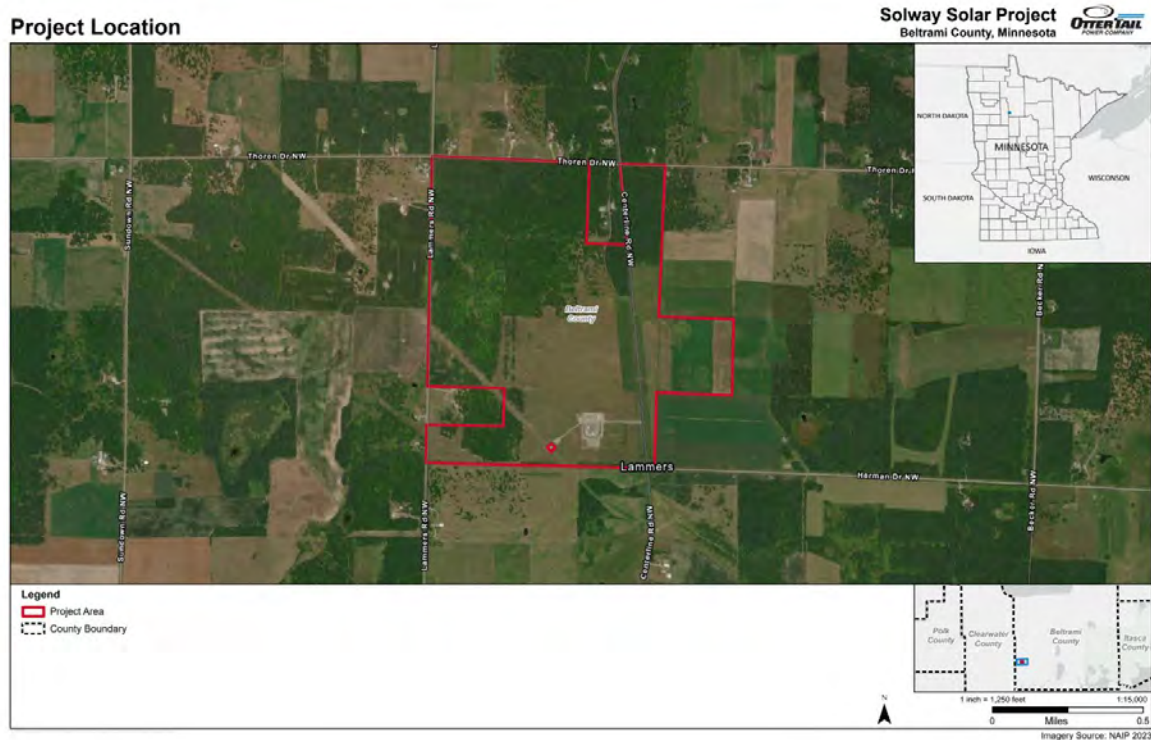 Project Location
Solway Solar Project
Beltrami County, Minnesota
OTTER TAIL
POWER COMPANY
NORTH DAKOTA
MINNESOTA
WISCONSIN
SOUTH DAKOTA
IOWA
Thoren Dr NW
Thoren Dr NW
Thoren Dr
Sundown Rd NW
Lammers Rd NW
Centerline Rd NW
Becker Rd N
Beltrami
County
Lammers
Herman Dr NW
Sundown Rd NW
Lammers Rd NW
Centerline Rd NW
Becker Rd NW
Legend
Project Area
County Boundary
Polk
County
Clearwater
County
Beltrami
County
Itasca
County
N
1 inch = 1,250 feet
1:15,000
0
Miles
0.5
Imagery Source: NAIP 2023